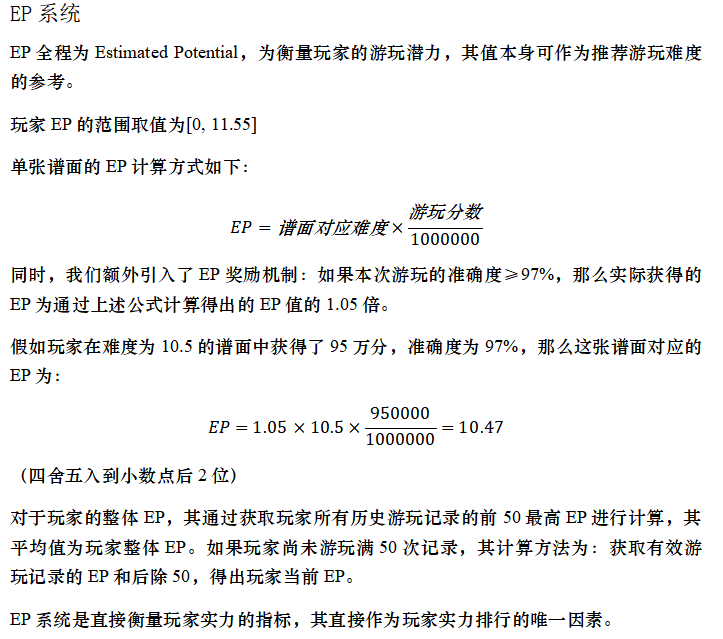 EP 系统
EP 全程为 Estimated Potential，为衡量玩家的游玩潜力，其值本身可作为推荐游玩难度
的参考。
玩家 EP 的范围取值为[0, 11.55]
单张谱面的 EP 计算方式如下：
EP = 谱面对应难度 × 游玩分数 / 1000000
同时，我们额外引入了 EP 奖励机制：如果本次游玩的准确度≥97%，那么实际获得的
EP 为通过上述公式计算得出的 EP 值的 1.05 倍。
假如玩家在难度为 10.5 的谱面中获得了 95 万分，准确度为 97%，那么这张谱面对应的
EP 为：
EP = 1.05 × 10.5 × 950000 / 1000000 = 10.47
（四舍五入到小数点后 2 位）
对于玩家的整体 EP，其通过获取玩家所有历史游玩记录的前 50 最高 EP 进行计算，其
平均值为玩家整体 EP。如果玩家尚未游玩满 50 次记录，其计算方法为：获取有效游
玩记录的 EP 和后除 50，得出玩家当前 EP。
EP 系统是直接衡量玩家实力的指标，其直接作为玩家实力排行的唯一因素。